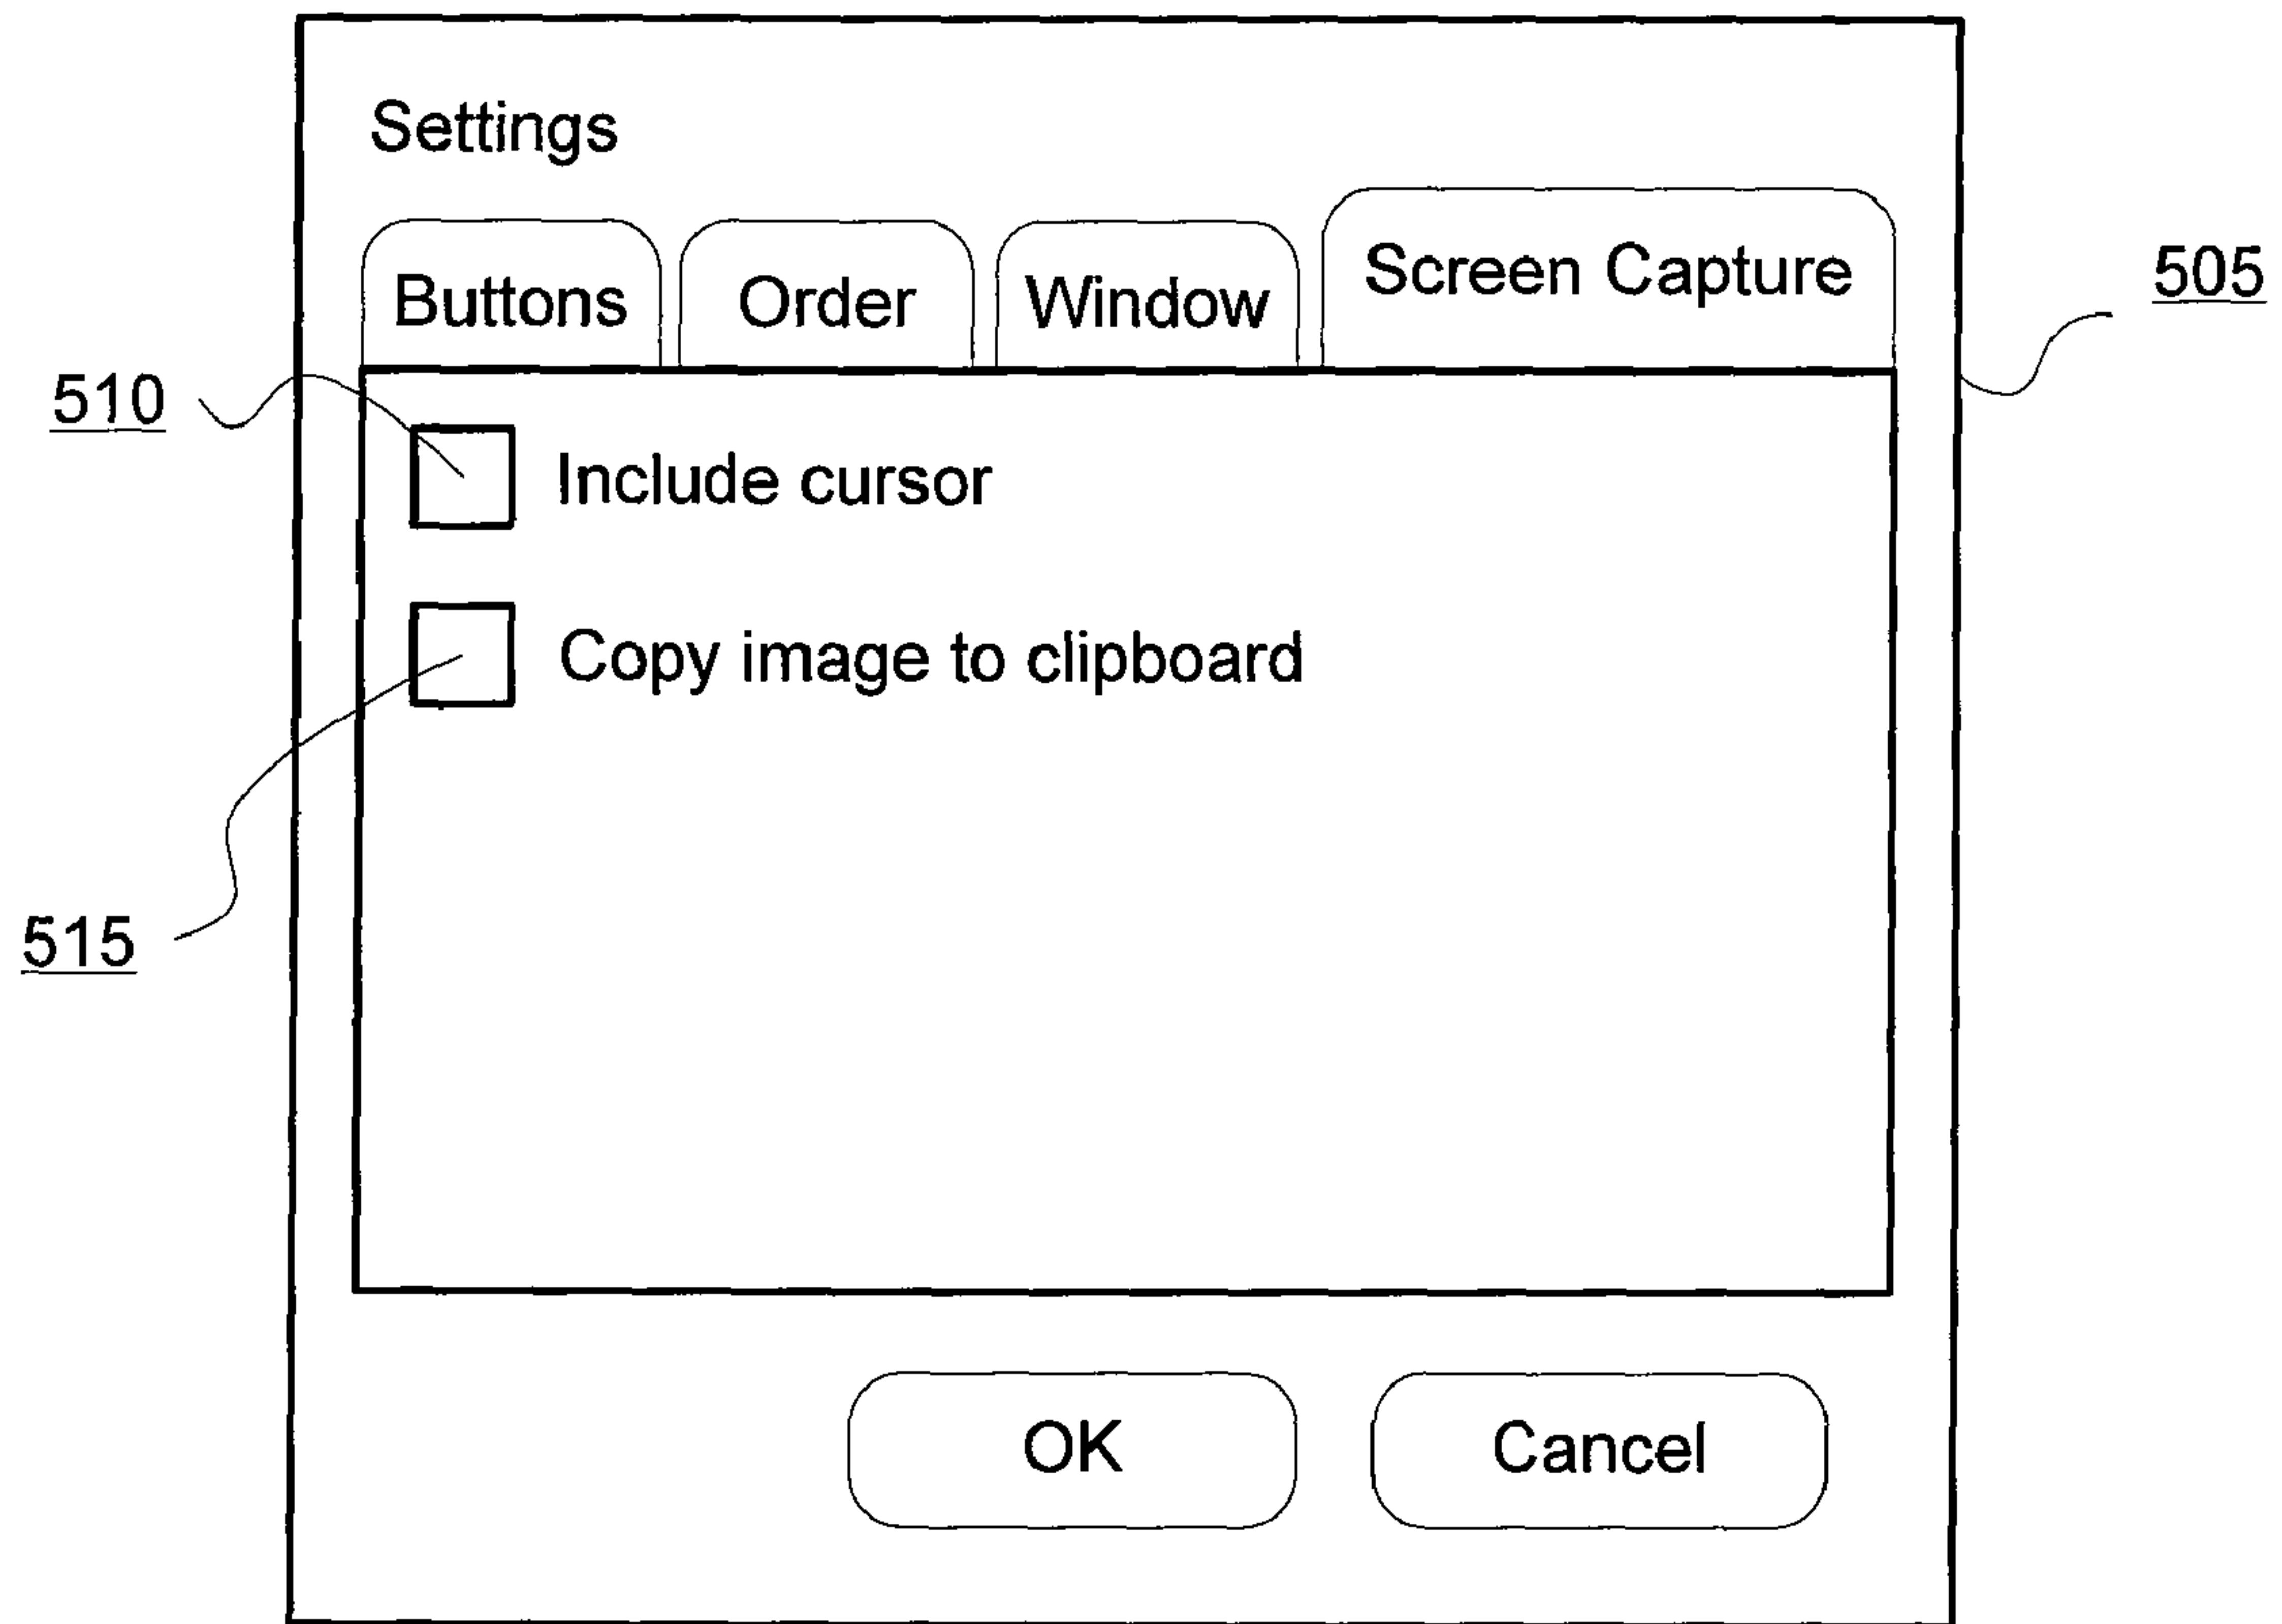 Settings
Buttons Order Window Screen Capture
505
510
Include cursor
Copy image to clipboard
515
OK Cancel